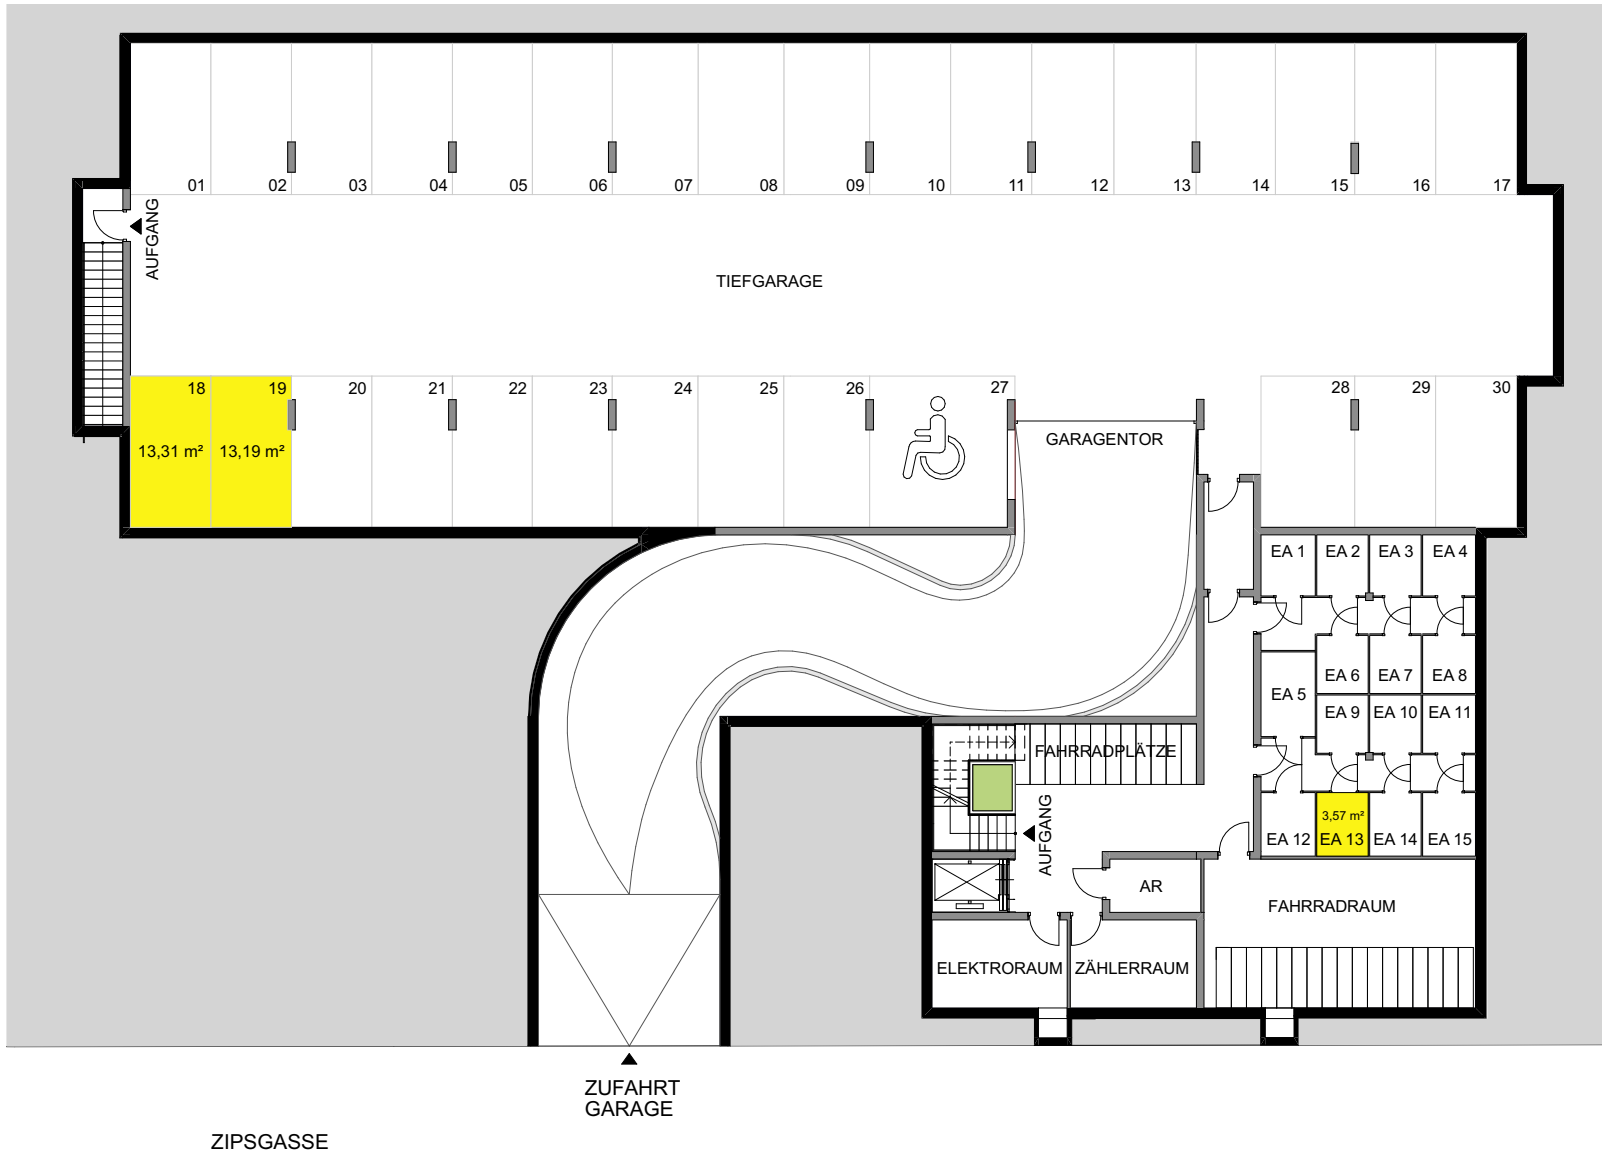 01 02 03 04 05 06 07 08 09 10 11 12 13 14 15 16 17
AUFGANG
TIEFGARAGE
18 19 20 21 22 23 24 25 26 27 28 29 30
13,31 m² 13,19 m²
GARAGENTOR
EA 1 EA 2 EA 3 EA 4
EA 5 EA 6 EA 7 EA 8
EA 9 EA 10 EA 11
FAHRRADPLÄTZE
AUFGANG
3,57 m²
EA 12 EA 13 EA 14 EA 15
AR
FAHRRADRAUM
ELEKTRORAUM ZÄHLERRAUM
ZUFAHRT
GARAGE
ZIPSGASSE